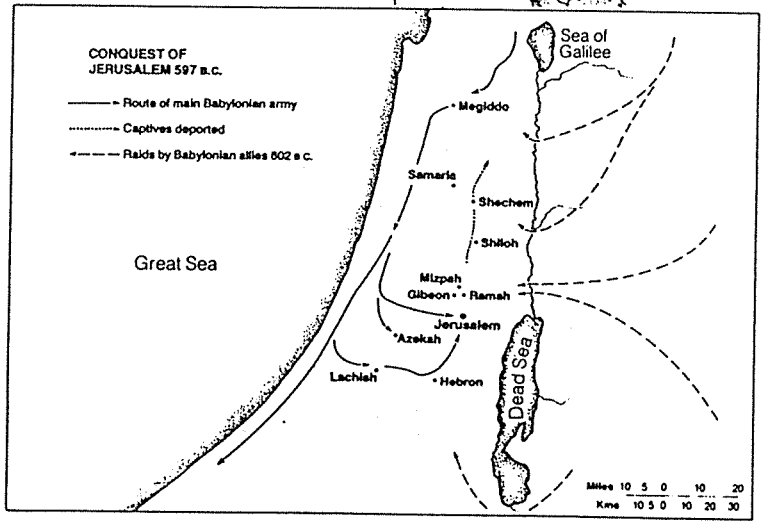 CONQUEST OF
JERUSALEM 597 B.C.
Route of main Babylonian army
Captives deported
Raids by Babylonian allies 602 B.C.
Sea of
Galilee
Megiddo
Samaria
Shechem
Shiloh
Great Sea
Mizpah
Gibeon Ramah
Jerusalem
Azekah
Lachish
Hebron
Dead Sea
Miles 10 5 0 10 20
Kms 10 5 0 10 20 30